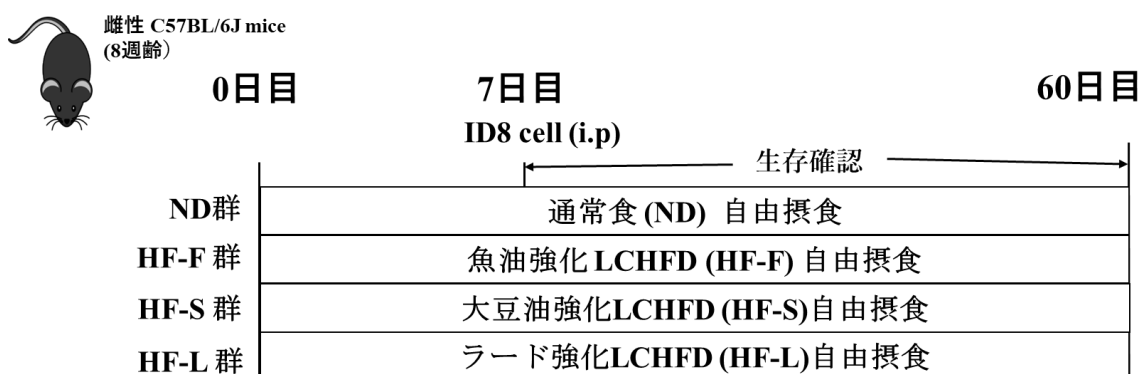 雌性 C57BL/6J mice
(8週齢）
0日目 7日目 60日目
ID8 cell (i.p)
生存確認
ND群 通常食 (ND) 自由摂食
HF-F 群 魚油強化 LCHFD (HF-F) 自由摂食
HF-S 群 大豆油強化LCHFD (HF-S)自由摂食
HF-L 群 ラード強化LCHFD (HF-L)自由摂食